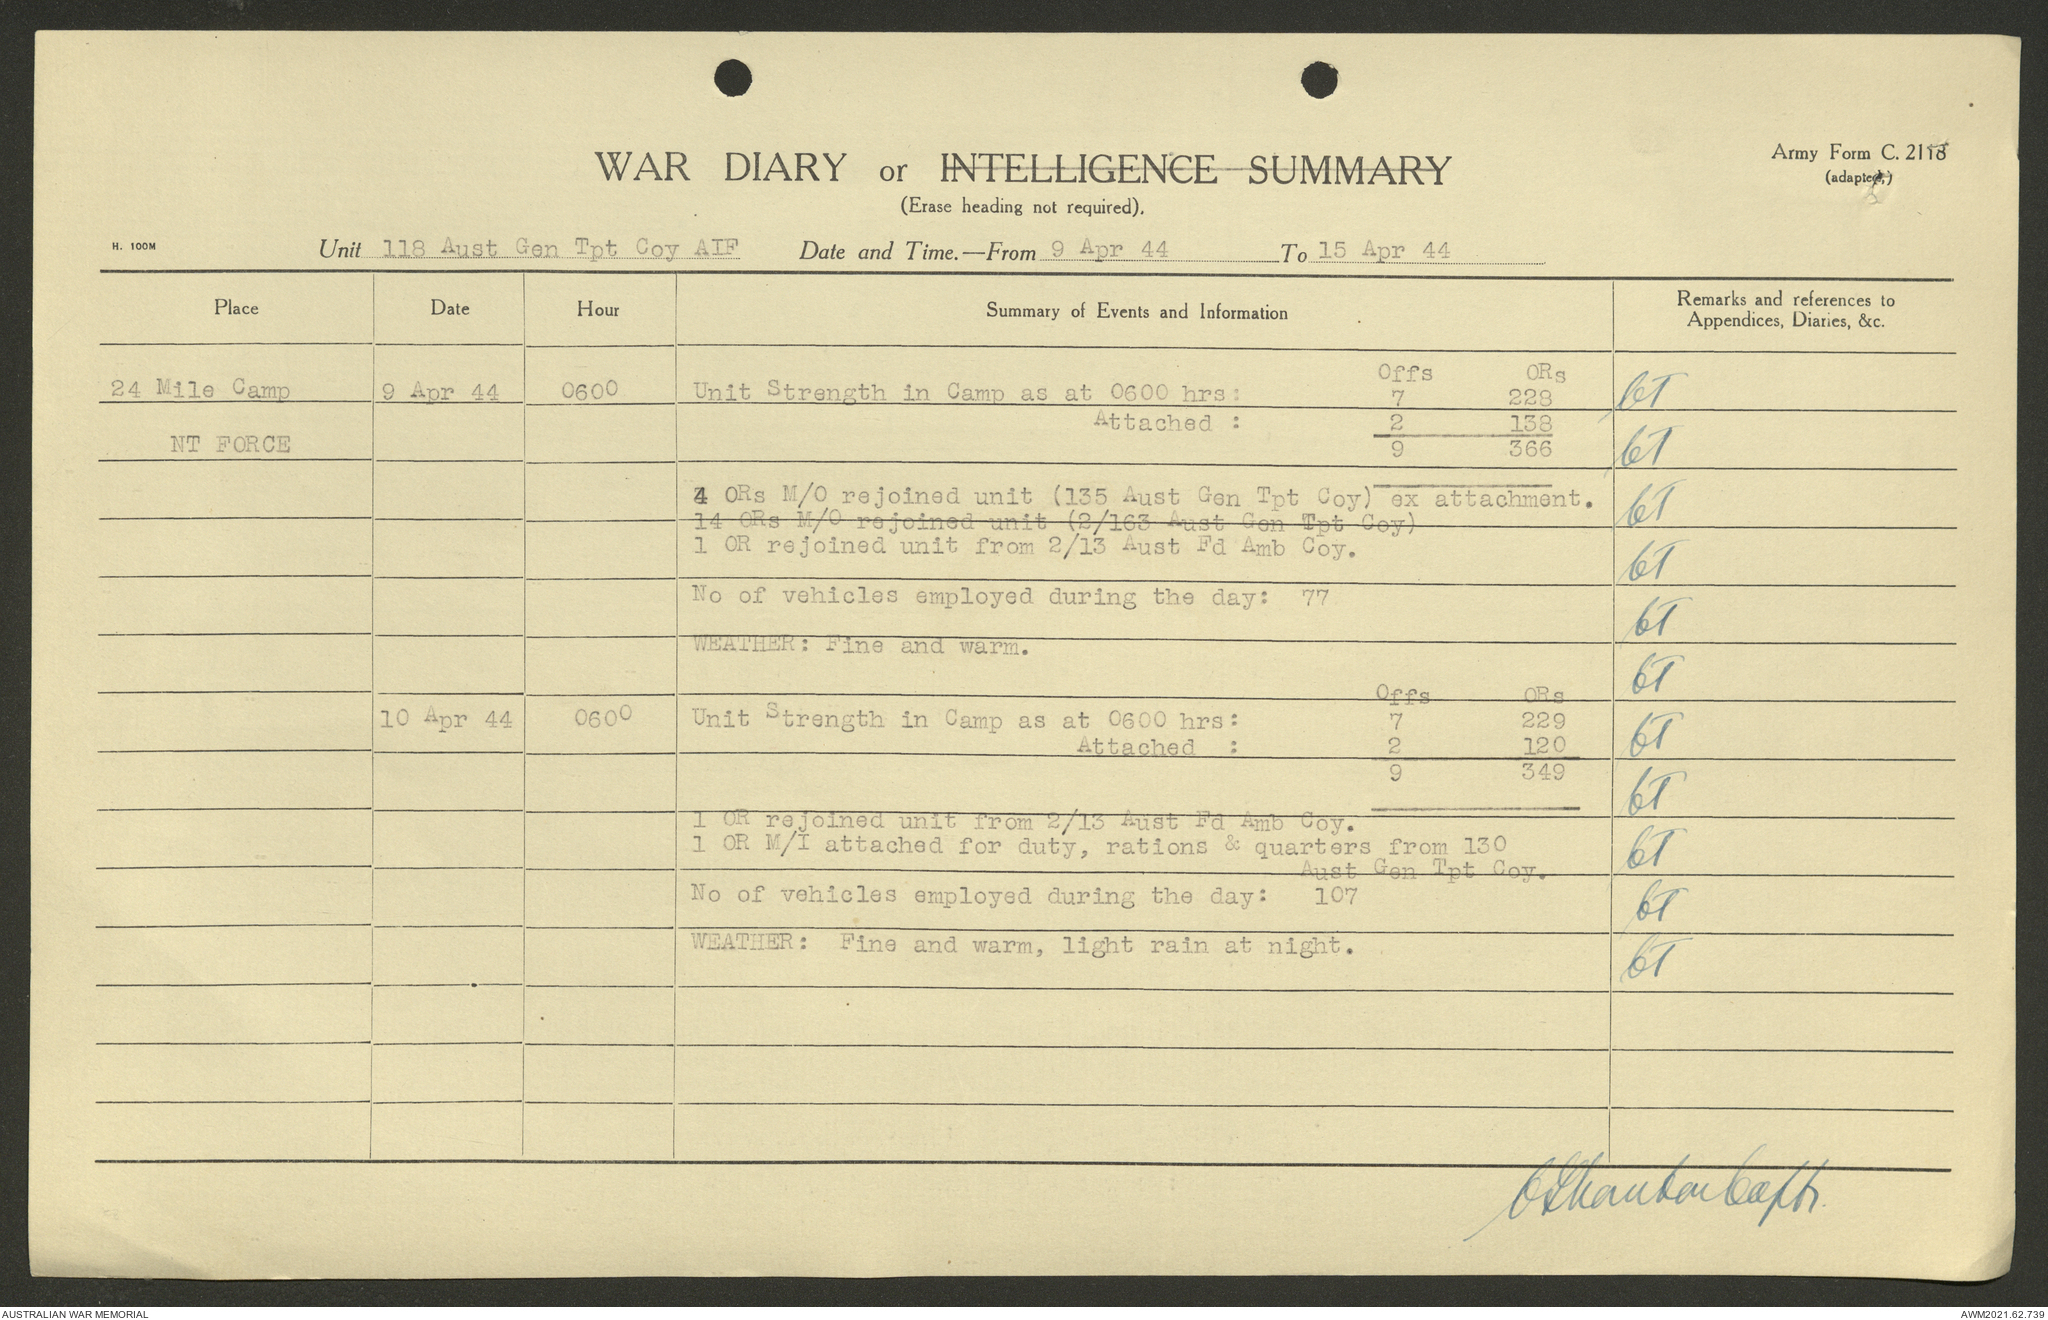 WAR DIARY or INTELLIGENCE SUMMARY
(Erase heading not required).
Army Form C. 2118
(adapted,)
H. 100M
Unit 118 Aust Gen Tpt Coy AIF Date and Time.—From 9 Apr 44 To 15 Apr 44
Place Date Hour Summary of Events and Information Remarks and references to
Appendices, Diaries, &c.
Offs ORs
24 Mile Camp 9 Apr 44 0600 Unit Strength in Camp as at 0600 hrs: 7 228
Attached : 2 138
NT FORCE 9 366
4 ORs M/O rejoined unit (135 Aust Gen Tpt Coy) ex attachment.
14 ORs M/O rejoined unit (2/163 Aust Gen Tpt Coy)
1 OR rejoined unit from 2/13 Aust Fd Amb Coy.
No of vehicles employed during the day: 77
WEATHER: Fine and warm.
Offs ORs
10 Apr 44 0600 Unit Strength in Camp as at 0600 hrs: 7 229
Attached : 2 120
9 349
1 OR rejoined unit from 2/13 Aust Fd Amb Coy.
1 OR M/I attached for duty, rations & quarters from 130
Aust Gen Tpt Coy.
No of vehicles employed during the day: 107
WEATHER: Fine and warm, light rain at night.
Capt.
AUSTRALIAN WAR MEMORIAL
AWM2021.62.739